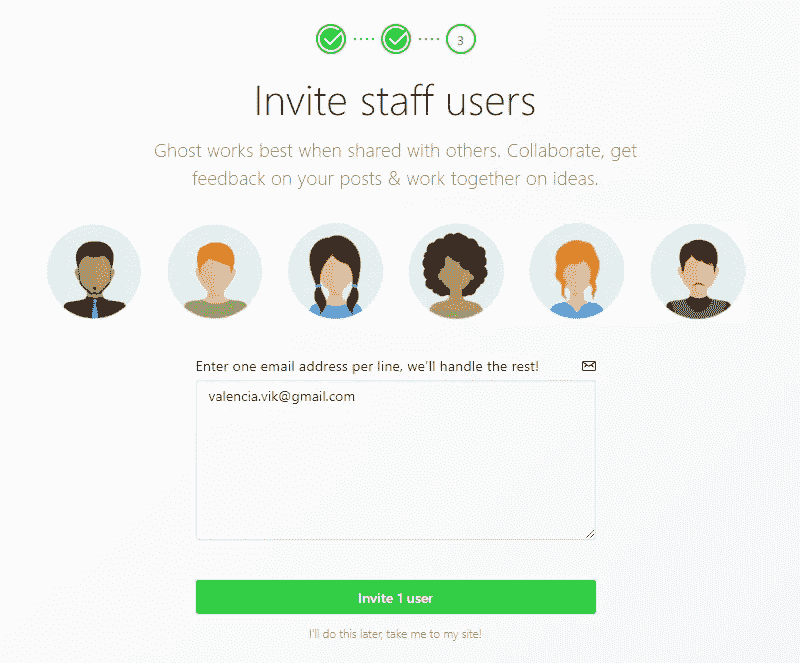 3
Invite staff users
Ghost works best when shared with others. Collaborate, get
feedback on your posts & work together on ideas.
Enter one email address per line, we'll handle the rest!
valencia.vik@gmail.com
Invite 1 user
I'll do this later, take me to my site!